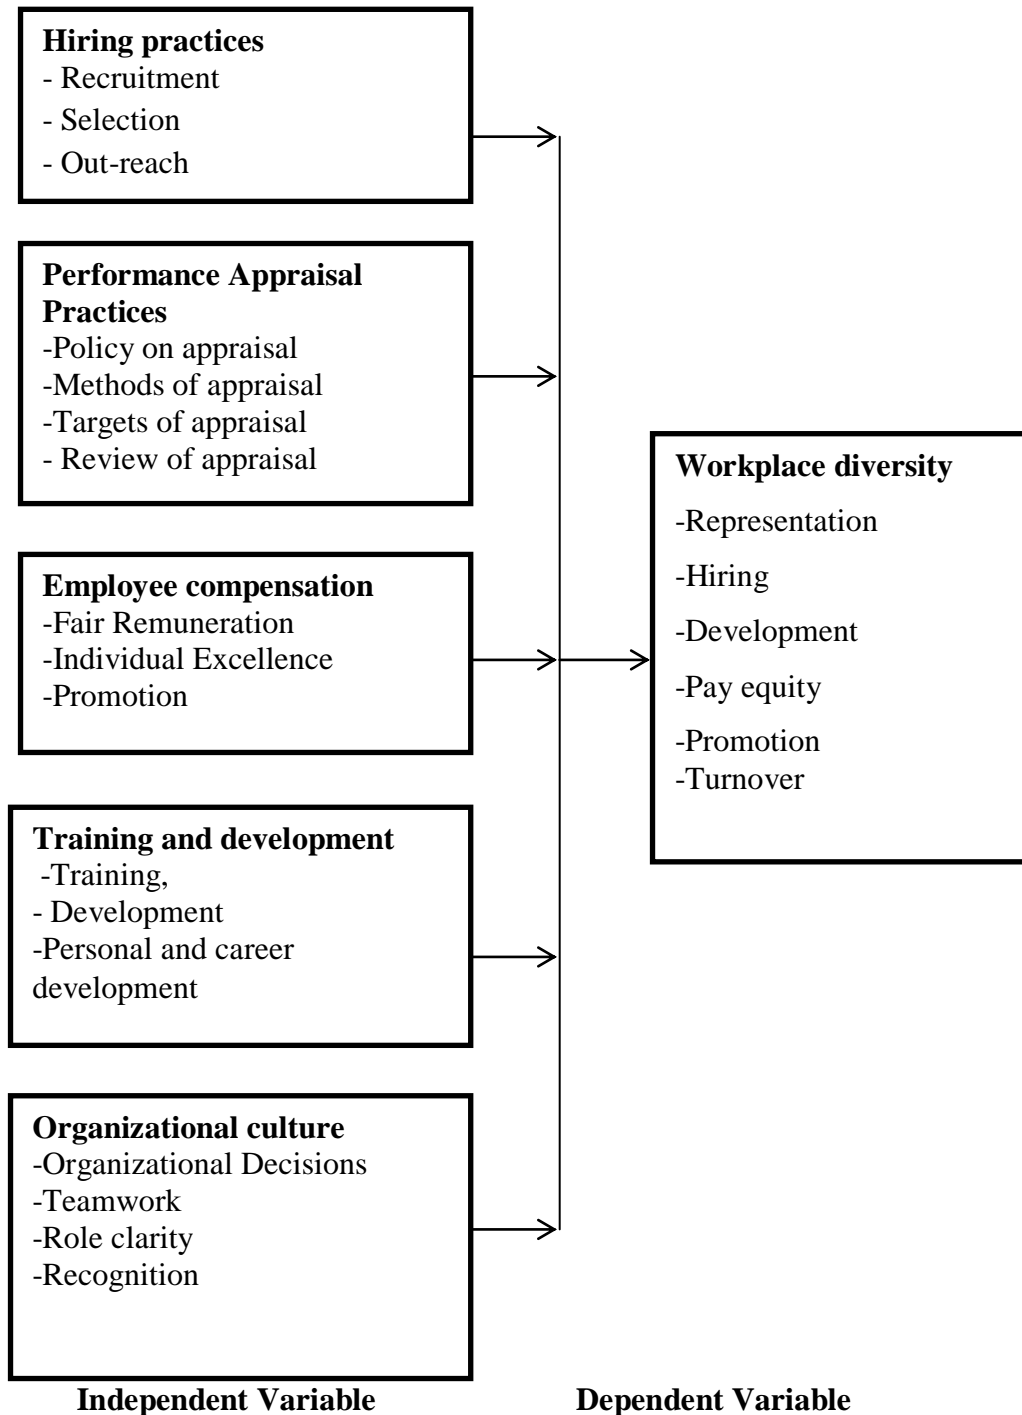 Hiring practices
- Recruitment
- Selection
- Out-reach
Performance Appraisal
Practices
-Policy on appraisal
-Methods of appraisal
-Targets of appraisal
- Review of appraisal
Employee compensation
-Fair Remuneration
-Individual Excellence
-Promotion
Training and development
-Training,
- Development
-Personal and career
development
Organizational culture
-Organizational Decisions
-Teamwork
-Role clarity
-Recognition
Workplace diversity
-Representation
-Hiring
-Development
-Pay equity
-Promotion
-Turnover
Independent Variable
Dependent Variable